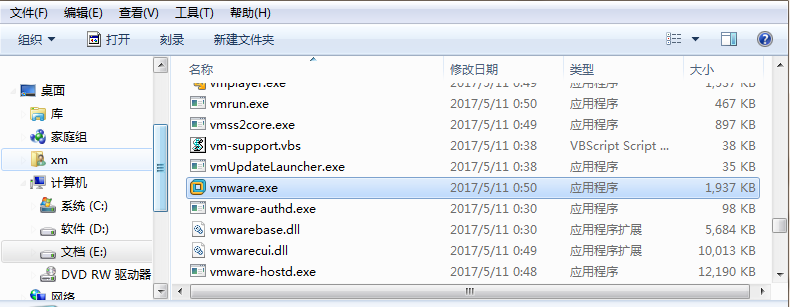 文件(F) 编辑(E) 查看(V) 工具(T) 帮助(H)
组织 打开 刻录 新建文件夹
名称 修改日期 类型 大小
桌面
库
家庭组
xm
计算机
系统 (C:)
软件 (D:)
文档 (E:)
DVD RW 驱动器
网络
vmplayer.exe 2017/5/11 0:49 应用程序 1,937 KB
vmrun.exe 2017/5/11 0:50 应用程序 467 KB
vmss2core.exe 2017/5/11 0:49 应用程序 897 KB
vm-support.vbs 2017/5/11 0:38 VBScript Script ... 38 KB
vmUpdateLauncher.exe 2017/5/11 0:38 应用程序 35 KB
vmware.exe 2017/5/11 0:50 应用程序 1,937 KB
vmware-authd.exe 2017/5/11 0:30 应用程序 98 KB
vmwarebase.dll 2017/5/11 0:30 应用程序扩展 5,684 KB
vmwarecui.dll 2017/5/11 0:49 应用程序扩展 10,013 KB
vmware-hostd.exe 2017/5/11 0:48 应用程序 12,190 KB